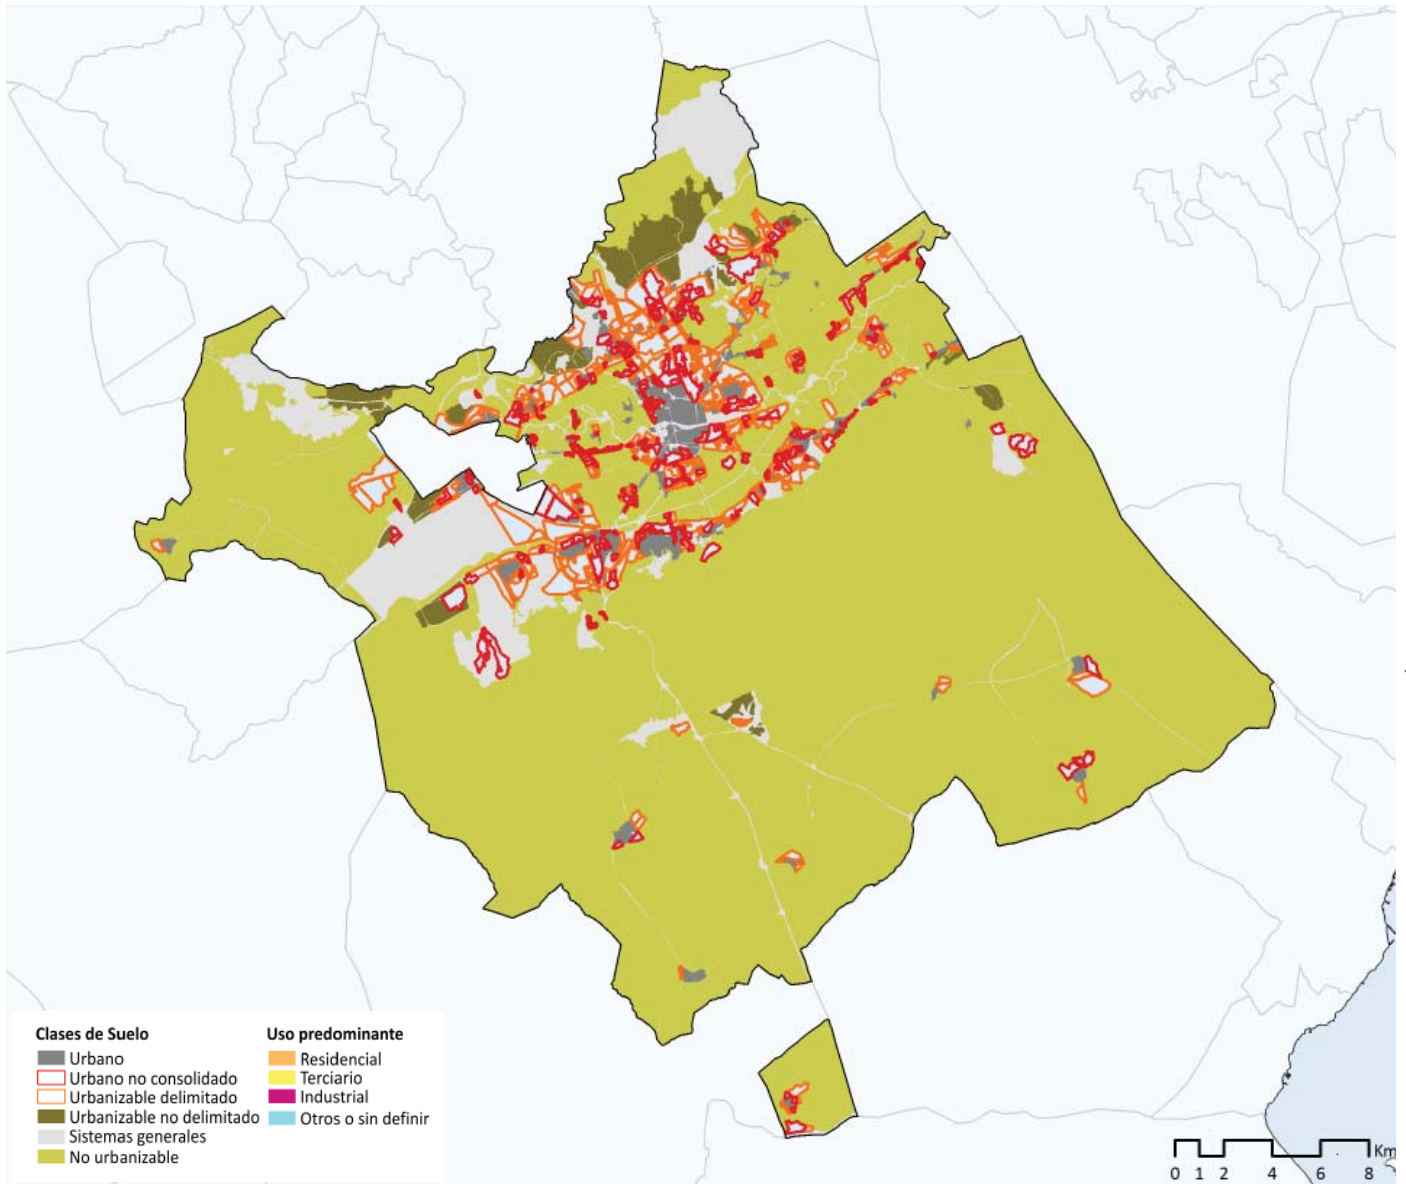 Clases de Suelo
Urbano
Urbano no consolidado
Urbanizable delimitado
Urbanizable no delimitado
Sistemas generales
No urbanizable
Uso predominante
Residencial
Terciario
Industrial
Otros o sin definir
Km
0 1 2 4 6 8